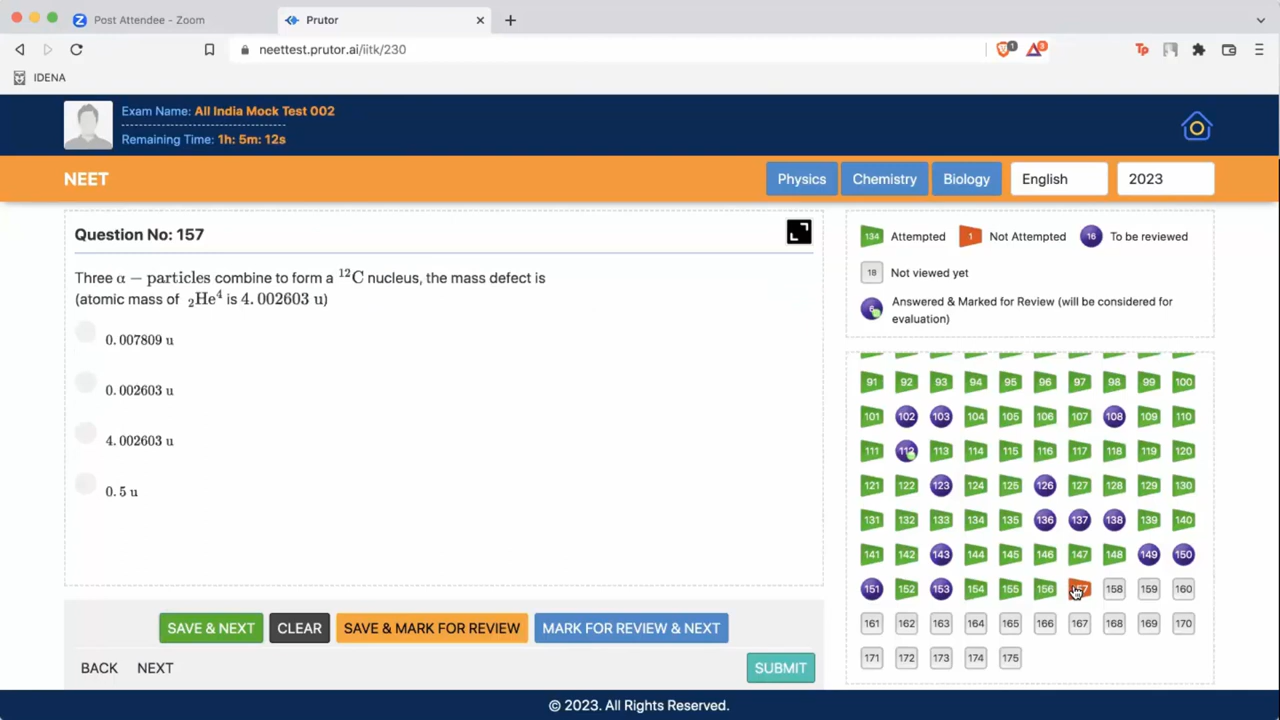 Post Attendee - Zoom
Prutor
neettest.prutor.ai/iitk/230
1
3
Tp
IDENA
Exam Name: All India Mock Test 002
Remaining Time: 1h: 5m: 12s
NEET
Physics
Chemistry
Biology
English
2023
Question No: 157
Three α − particles combine to form a ¹²C nucleus, the mass defect is
(atomic mass of ₂He⁴ is 4.002603 u)
0.007809 u
0.002603 u
4.002603 u
0.5 u
SAVE & NEXT
CLEAR
SAVE & MARK FOR REVIEW
MARK FOR REVIEW & NEXT
BACK
NEXT
SUBMIT
134 Attempted
1 Not Attempted
16 To be reviewed
18 Not viewed yet
Answered & Marked for Review (will be considered for
evaluation)
91 92 93 94 95 96 97 98 99 100
101 102 103 104 105 106 107 108 109 110
111 112 113 114 115 116 117 118 119 120
121 122 123 124 125 126 127 128 129 130
131 132 133 134 135 136 137 138 139 140
141 142 143 144 145 146 147 148 149 150
151 152 153 154 155 156 157 158 159 160
161 162 163 164 165 166 167 168 169 170
171 172 173 174 175
© 2023. All Rights Reserved.